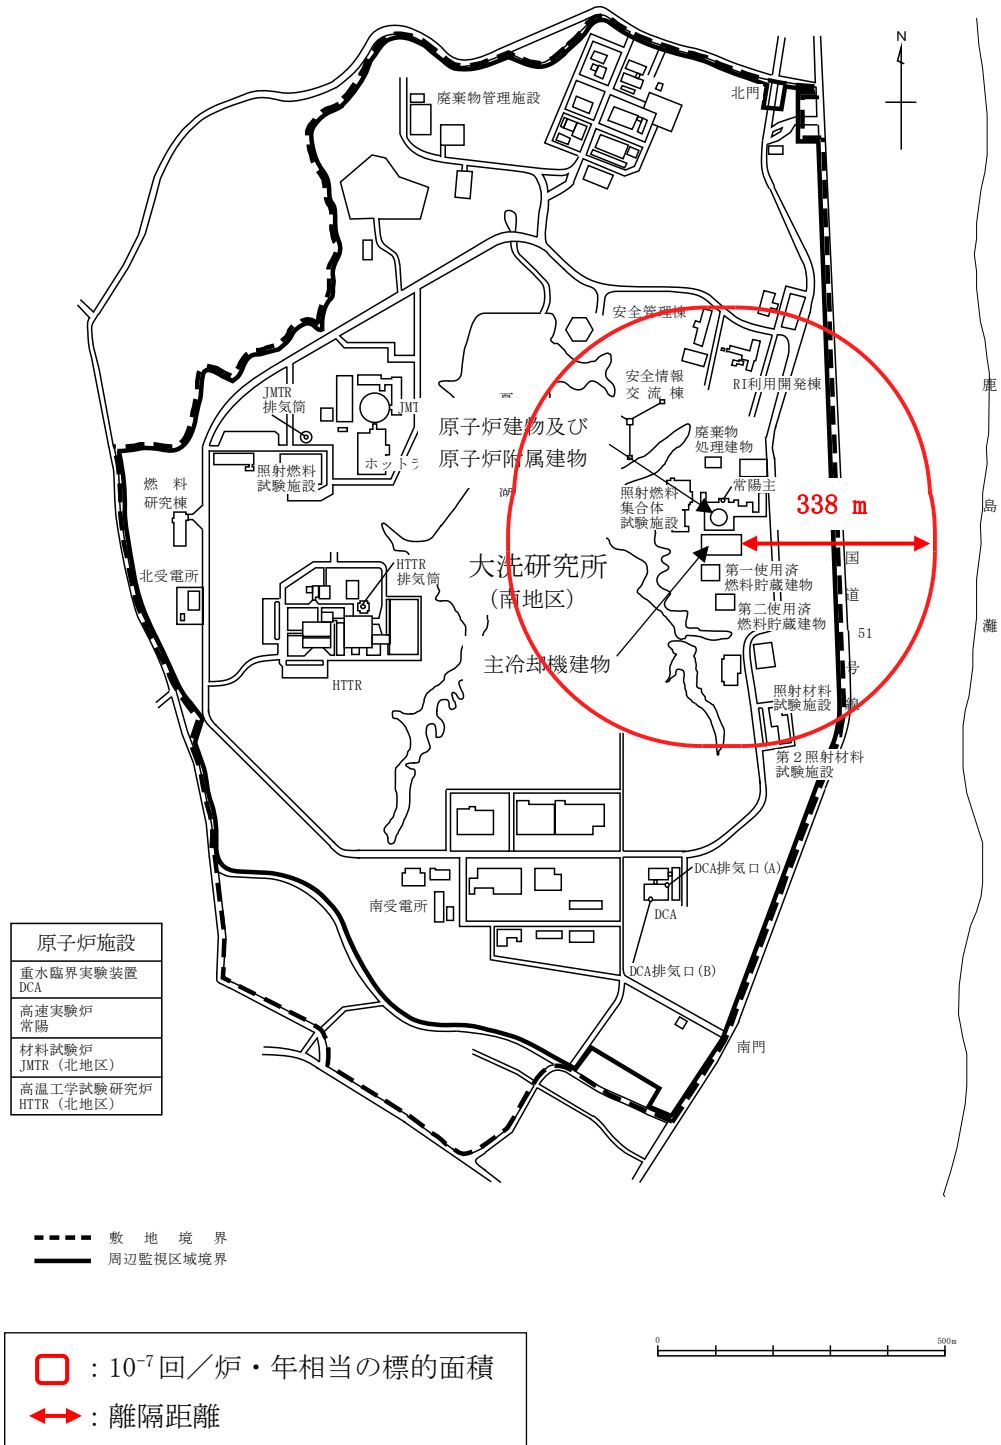 N
北門
廃棄物管理施設
安全管理棟
安全情報
交流棟
RI利用開発棟
鹿
島
灘
JMTR
排気筒
JMT
ホットラ
原子炉建物及び
原子炉附属建物
湖
廃棄物
処理建物
常陽主
照射燃料
集合体
試験施設
338 m
燃料
研究棟
照射燃料
試験施設
北受電所
HTTR
排気筒
HTTR
大洗研究所
(南地区)
第一使用済
燃料貯蔵建物
第二使用済
燃料貯蔵建物
国
道
51
号
線
主冷却機建物
照射材料
試験施設
第2照射材料
試験施設
南受電所
DCA排気口(A)
DCA
DCA排気口(B)
南門
原子炉施設
重水臨界実験装置
DCA
高速実験炉
常陽
材料試験炉
JMTR (北地区)
高温工学試験研究炉
HTTR (北地区)
敷地境界
周辺監視区域境界
0 500m
:10⁻⁷回/炉・年相当の標的面積
:離隔距離